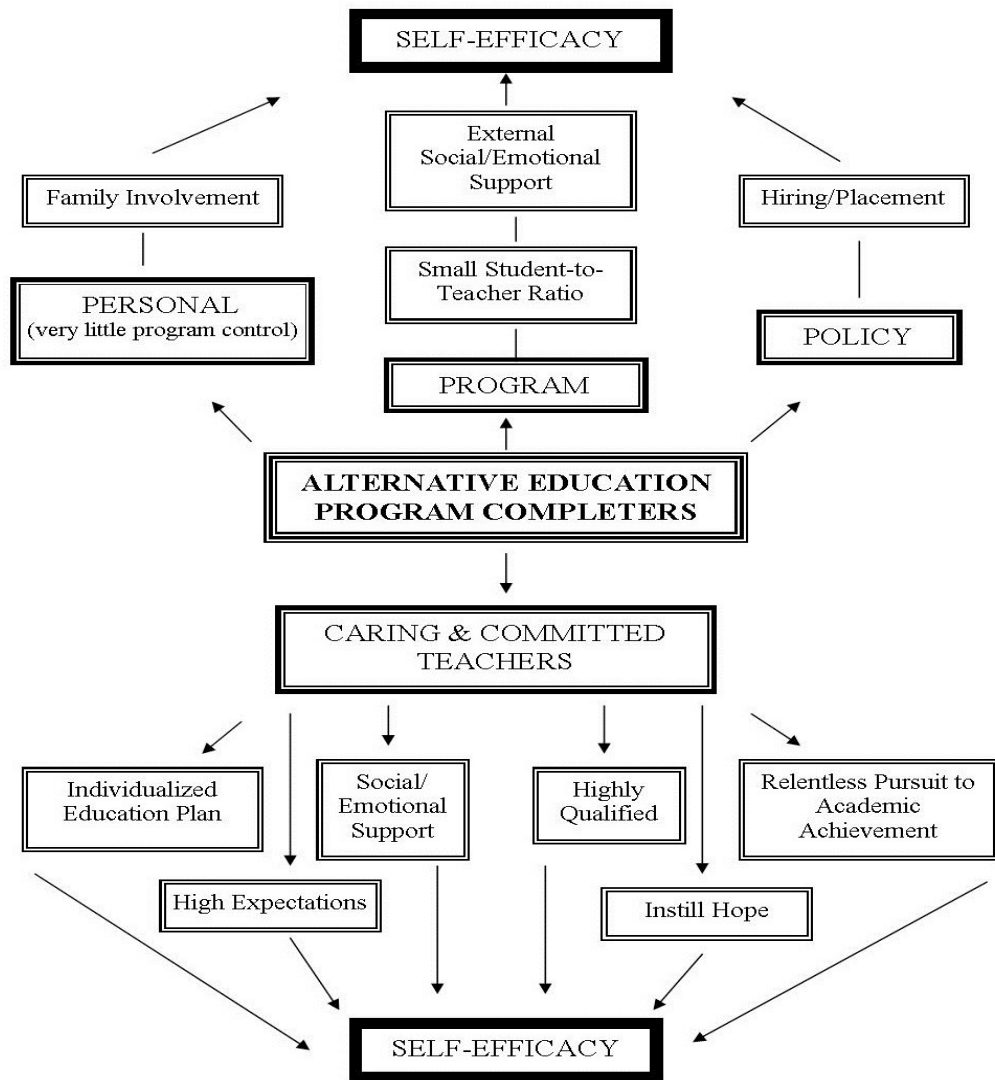 SELF-EFFICACY
External
Social/Emotional
Support
Family Involvement
Hiring/Placement
Small Student-to-
Teacher Ratio
PERSONAL
(very little program control)
POLICY
PROGRAM
ALTERNATIVE EDUCATION
PROGRAM COMPLETERS
CARING & COMMITTED
TEACHERS
Individualized
Education Plan
Social/
Emotional
Support
Highly
Qualified
Relentless Pursuit to
Academic
Achievement
High Expectations
Instill Hope
SELF-EFFICACY